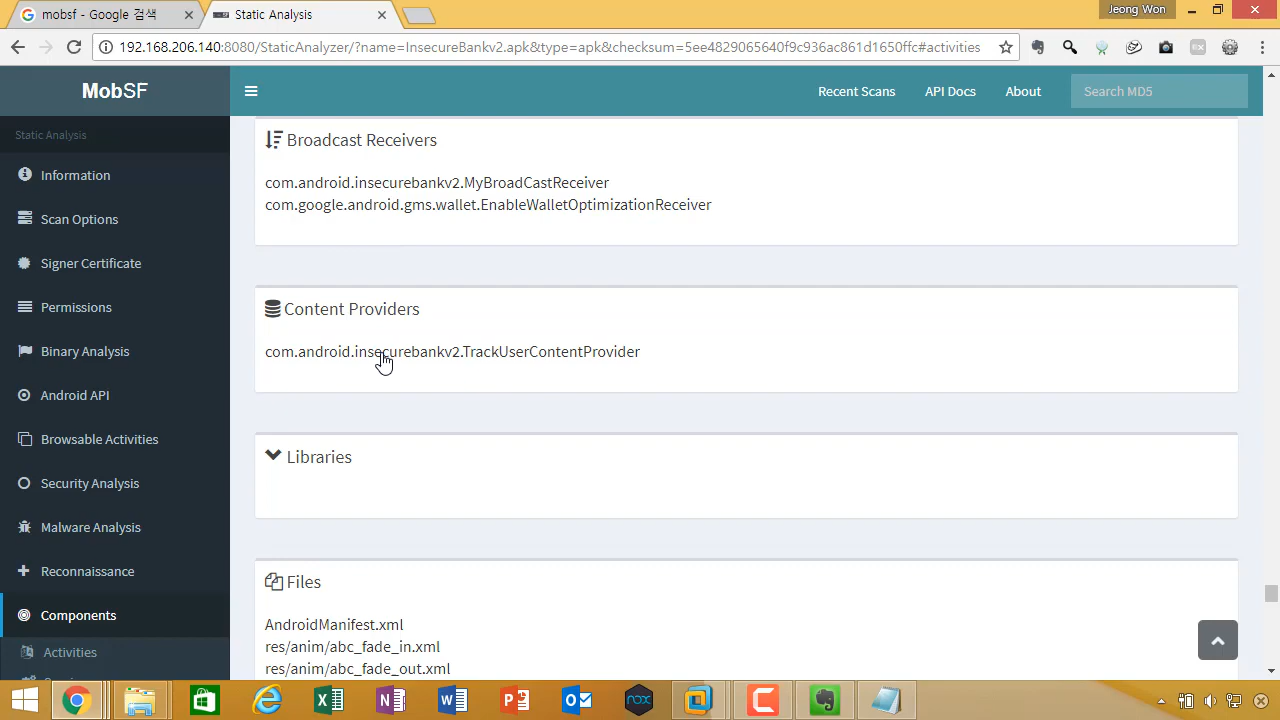 mobsf - Google 검색
Static Analysis
Jeong Won
192.168.206.140:8080/StaticAnalyzer/?name=InsecureBankv2.apk&type=apk&checksum=5ee4829065640f9c936ac861d1650ffc#activities
MobSF
Recent Scans
API Docs
About
Search MD5
Static Analysis
Information
Scan Options
Signer Certificate
Permissions
Binary Analysis
Android API
Browsable Activities
Security Analysis
Malware Analysis
Reconnaissance
Components
Activities
Broadcast Receivers
com.android.insecurebankv2.MyBroadCastReceiver
com.google.android.gms.wallet.EnableWalletOptimizationReceiver
Content Providers
com.android.insecurebankv2.TrackUserContentProvider
Libraries
Files
AndroidManifest.xml
res/anim/abc_fade_in.xml
res/anim/abc_fade_out.xml
nox